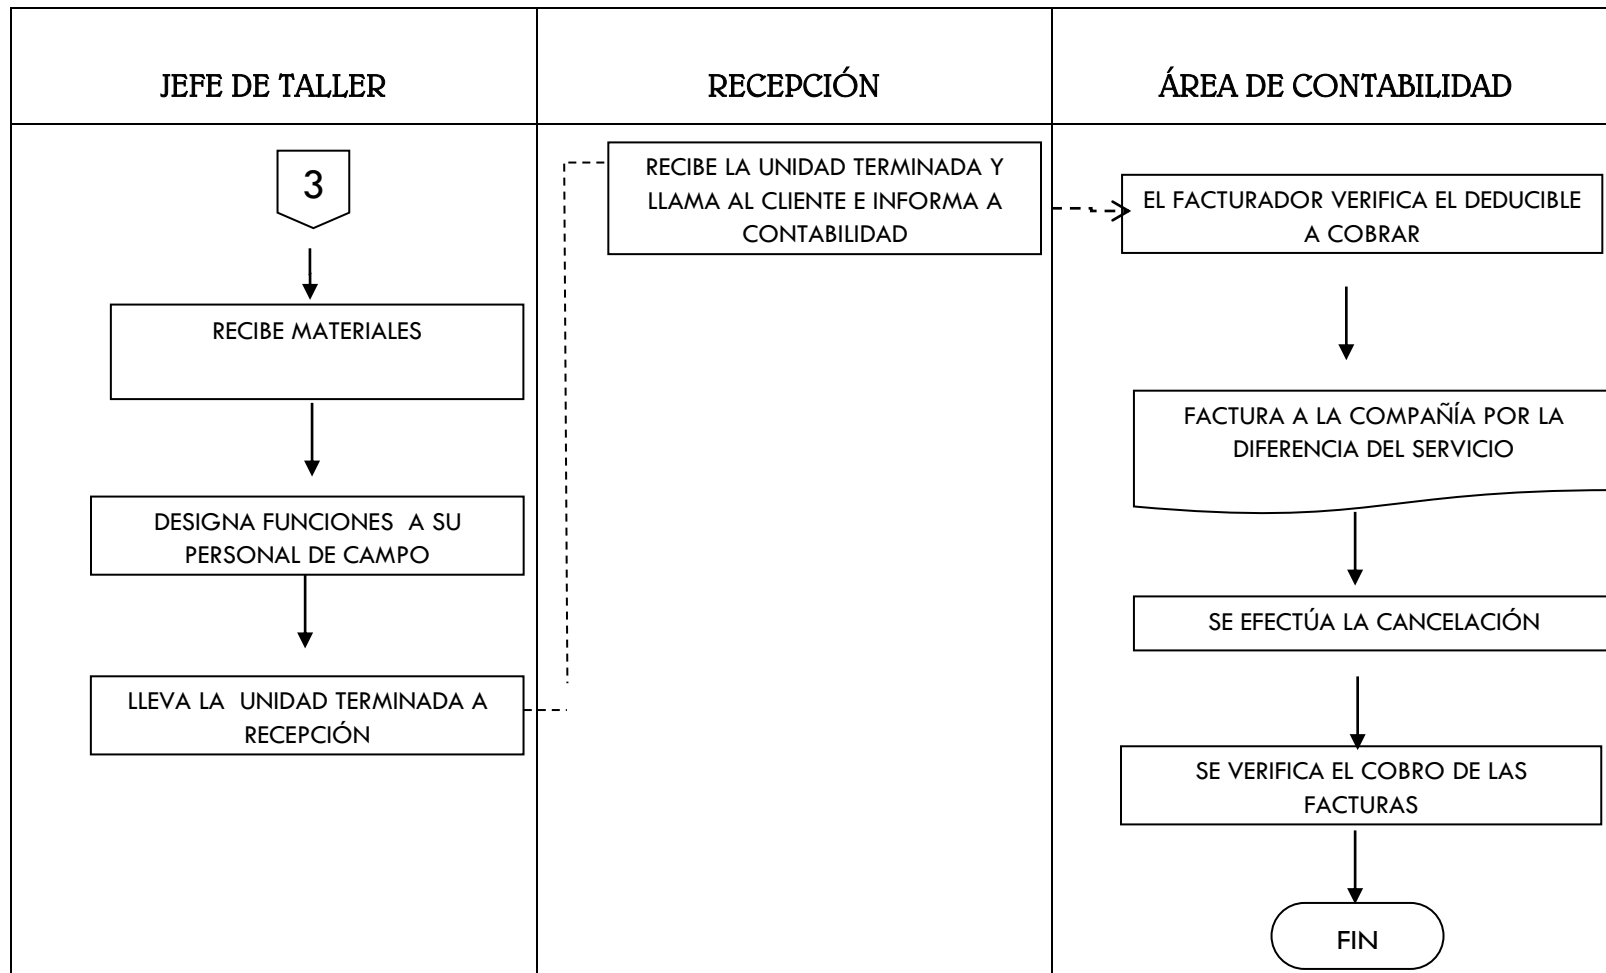 JEFE DE TALLER
RECEPCIÓN
ÁREA DE CONTABILIDAD
3
RECIBE MATERIALES
DESIGNA FUNCIONES A SU
PERSONAL DE CAMPO
LLEVA LA UNIDAD TERMINADA A
RECEPCIÓN
RECIBE LA UNIDAD TERMINADA Y
LLAMA AL CLIENTE E INFORMA A
CONTABILIDAD
EL FACTURADOR VERIFICA EL DEDUCIBLE
A COBRAR
FACTURA A LA COMPAÑÍA POR LA
DIFERENCIA DEL SERVICIO
SE EFECTÚA LA CANCELACIÓN
SE VERIFICA EL COBRO DE LAS
FACTURAS
FIN